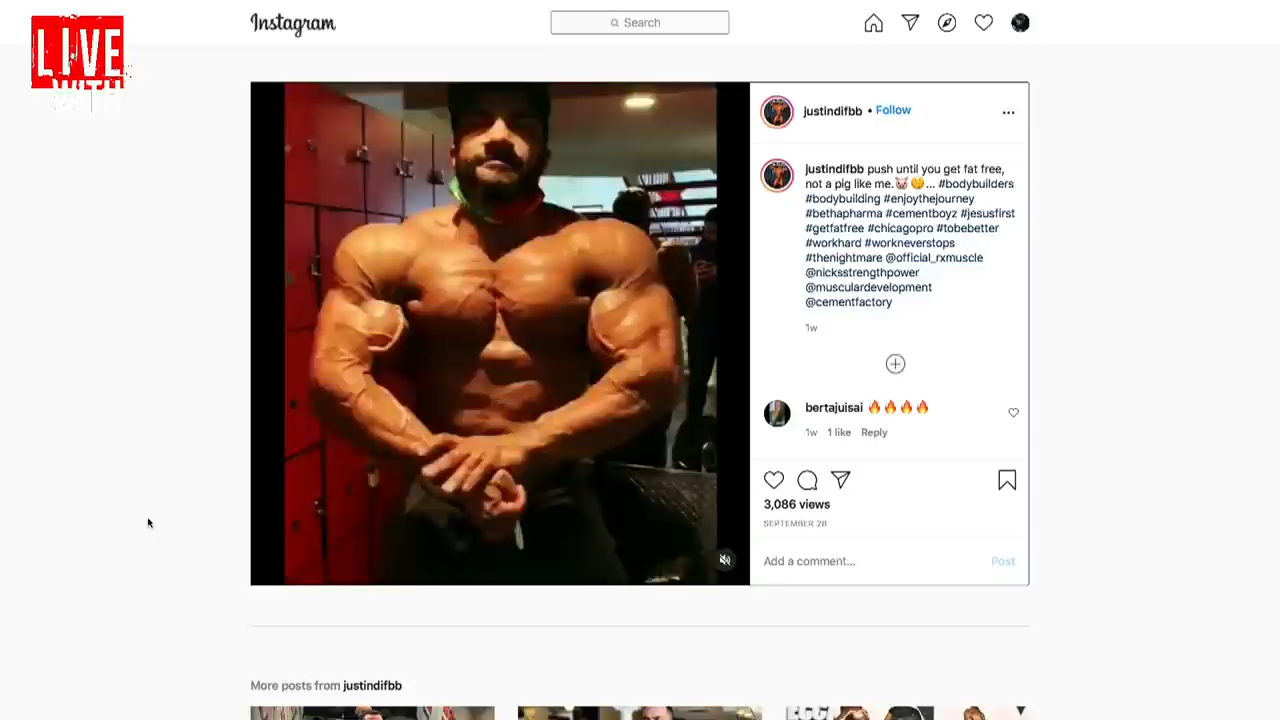 LIVE
WITH
Instagram
Search
justindifbb • Follow
justindifbb push until you get fat free,
not a pig like me.🐷🤫... #bodybuilders
#bodybuilding #enjoythejourney
#bethapharma #cementboyz #jesusfirst
#getfatfree #chicagopro #tobebetter
#workhard #workneverstops
#thenightmare @official_rxmuscle
@nicksstrengthpower
@musculardevelopment
@cementfactory
1w
bertajuisai 🔥🔥🔥🔥
1w 1 like Reply
3,086 views
SEPTEMBER 28
Add a comment... Post
More posts from justindifbb